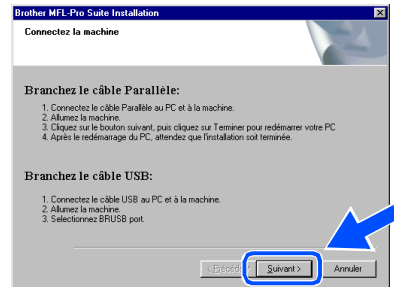 Brother MFL-Pro Suite Installation
Connectez la machine
Branchez le câble Parallèle:
1. Connectez le câble Parallèle au PC et à la machine.
2. Allumez la machine.
3. Cliquez sur le bouton suivant, puis cliquez sur Terminer pour redémarrer votre PC
4. Après le redémarrage du PC, attendez que l'installation soit terminée.
Branchez le câble USB:
1. Connectez le câble USB au PC et à la machine.
2. Allumez la machine.
3. Selectionnez BRUSB port.
Suivant > Annuler